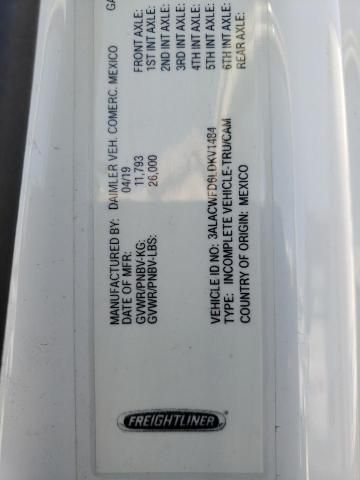 MANUFACTURED BY: DAIMLER VEH. COMERC. MEXICO GA
DATE OF MFR: 04/19 FRONT AXLE:
GVWR/PNBV-KG: 11,793 1ST INT AXLE:
GVWR/PNBV-LBS: 26,000 2ND INT AXLE:
3RD INT AXLE:
4TH INT AXLE:
VEHICLE ID NO: 3ALACWFD8LDKV1484 5TH INT AXLE:
TYPE: INCOMPLETE VEHICLE-TRU/CAM 6TH INT AXLE:
COUNTRY OF ORIGIN: MEXICO REAR AXLE:
FREIGHTLINER